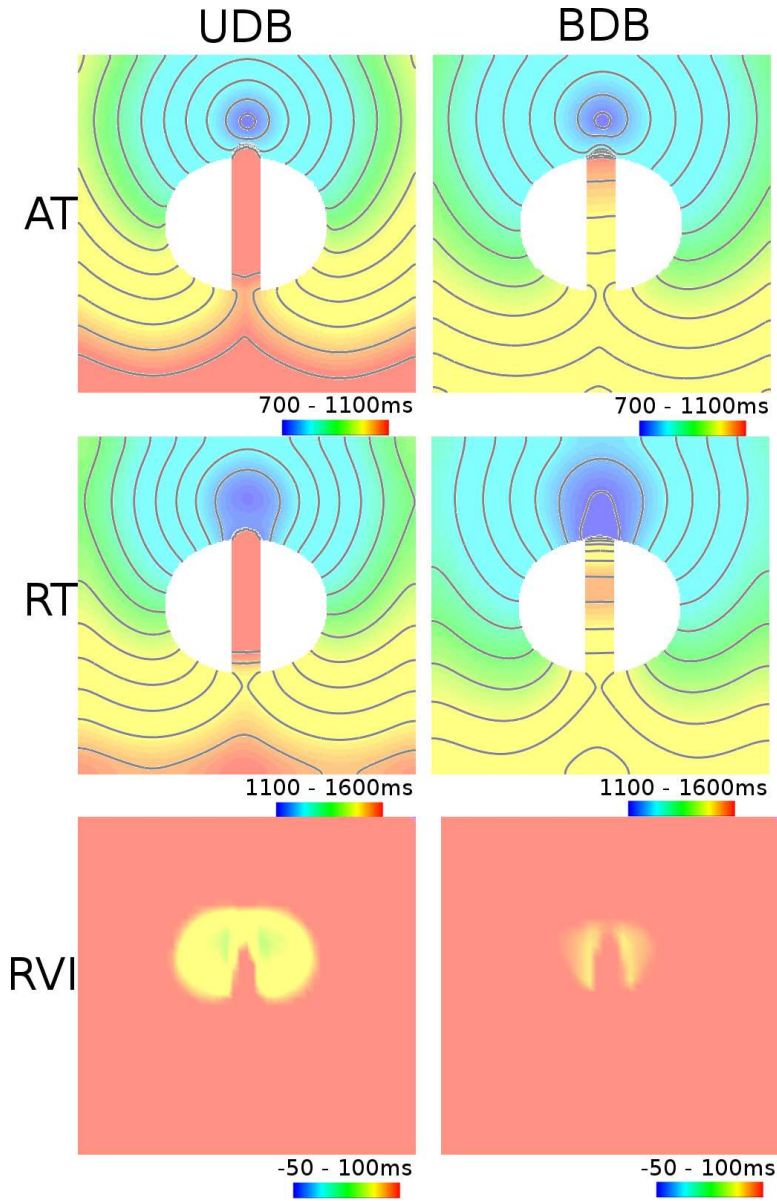 UDB BDB
AT
700 - 1100ms 700 - 1100ms
RT
1100 - 1600ms 1100 - 1600ms
RVI
-50 - 100ms -50 - 100ms